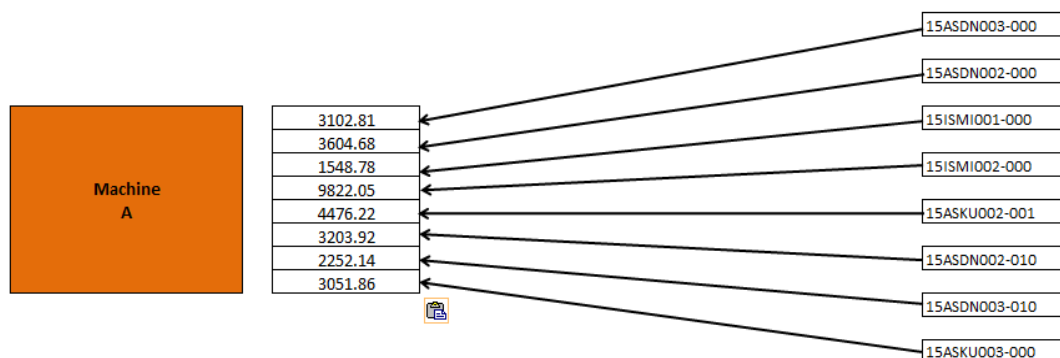 Machine
A
3102.81
3604.68
1548.78
9822.05
4476.22
3203.92
2252.14
3051.86
15ASDN003-000
15ASDN002-000
15ISMI001-000
15ISMI002-000
15ASKU002-001
15ASDN002-010
15ASDN003-010
15ASKU003-000